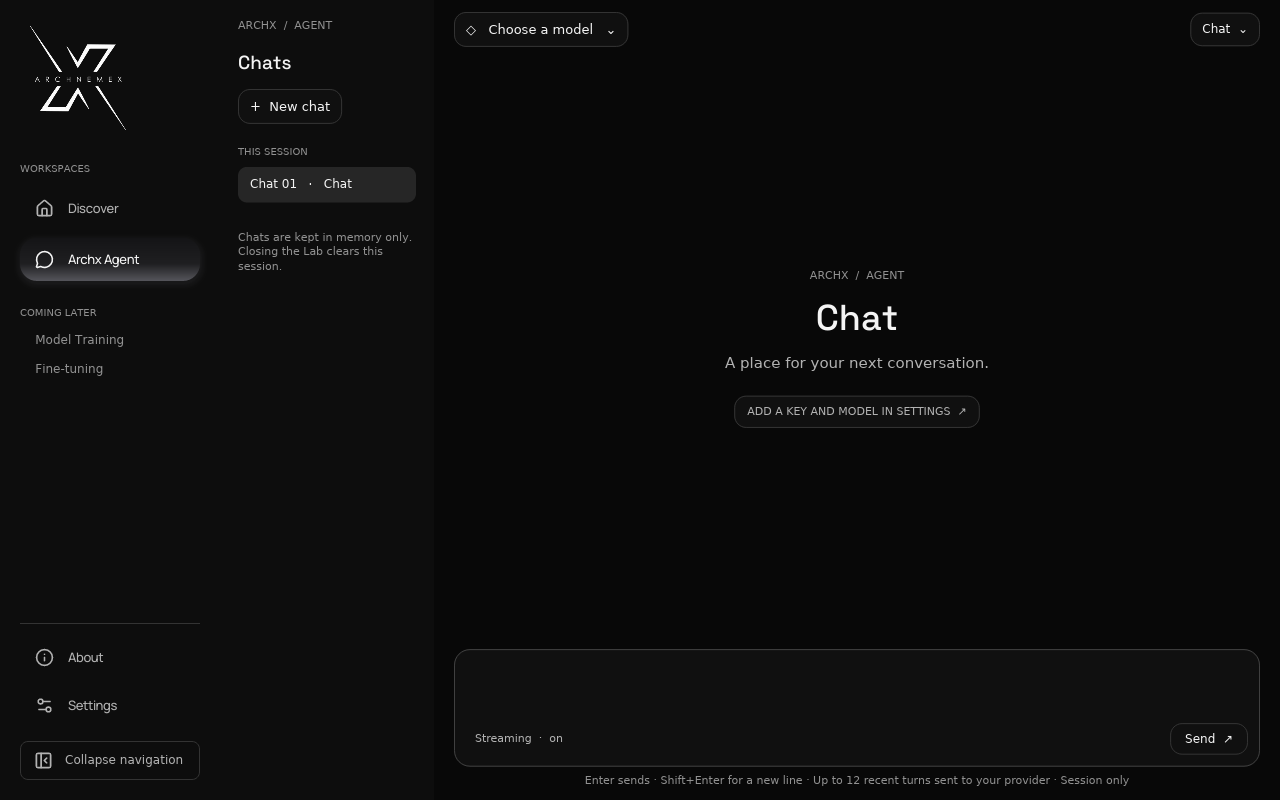 ARCHNEMEX
WORKSPACES
Discover
Archx Agent
COMING LATER
Model Training
Fine-tuning
About
Settings
Collapse navigation
ARCHX / AGENT
Chats
+ New chat
THIS SESSION
Chat 01 · Chat
Chats are kept in memory only.
Closing the Lab clears this
session.
Choose a model
Chat
ARCHX / AGENT
Chat
A place for your next conversation.
ADD A KEY AND MODEL IN SETTINGS ↗
Streaming · on
Send ↗
Enter sends · Shift+Enter for a new line · Up to 12 recent turns sent to your provider · Session only